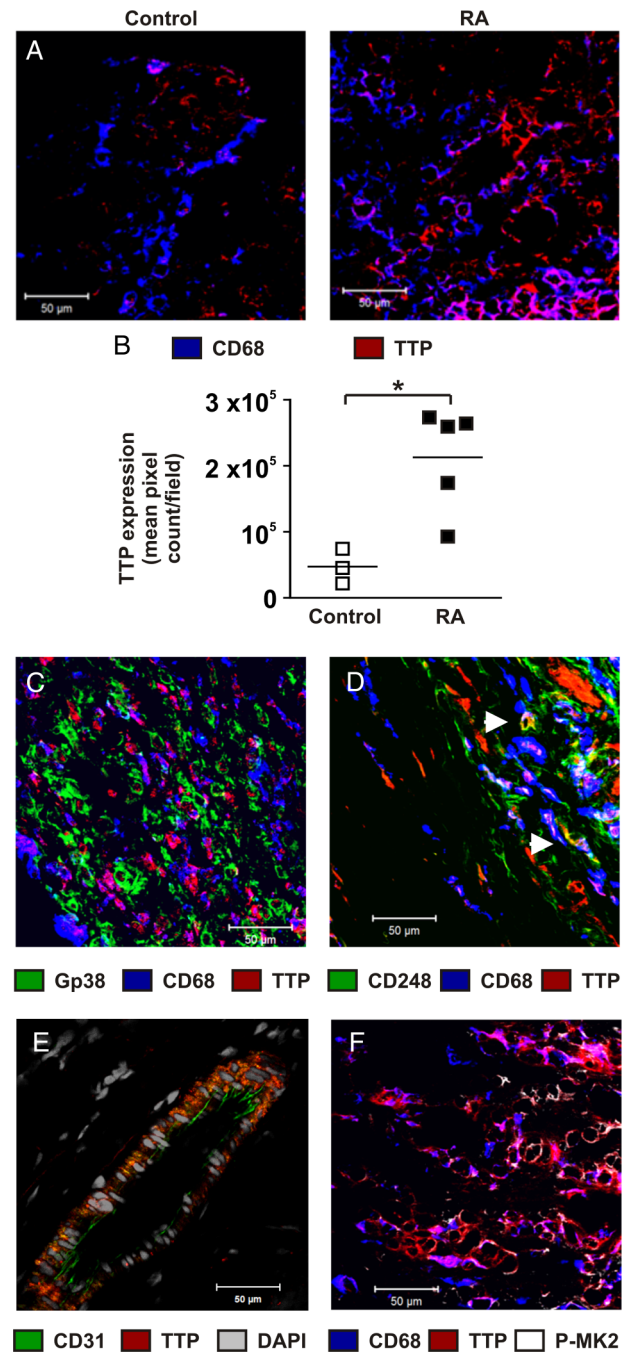 Control RA
A
50 µm 50 µm
B CD68 TTP
TTP expression
(mean pixel
count/field)
3 x10⁵
2 x10⁵
10⁵
0
*
Control RA
C D
50 µm 50 µm
Gp38 CD68 TTP CD248 CD68 TTP
E F
50 µm 50 µm
CD31 TTP DAPI CD68 TTP P-MK2